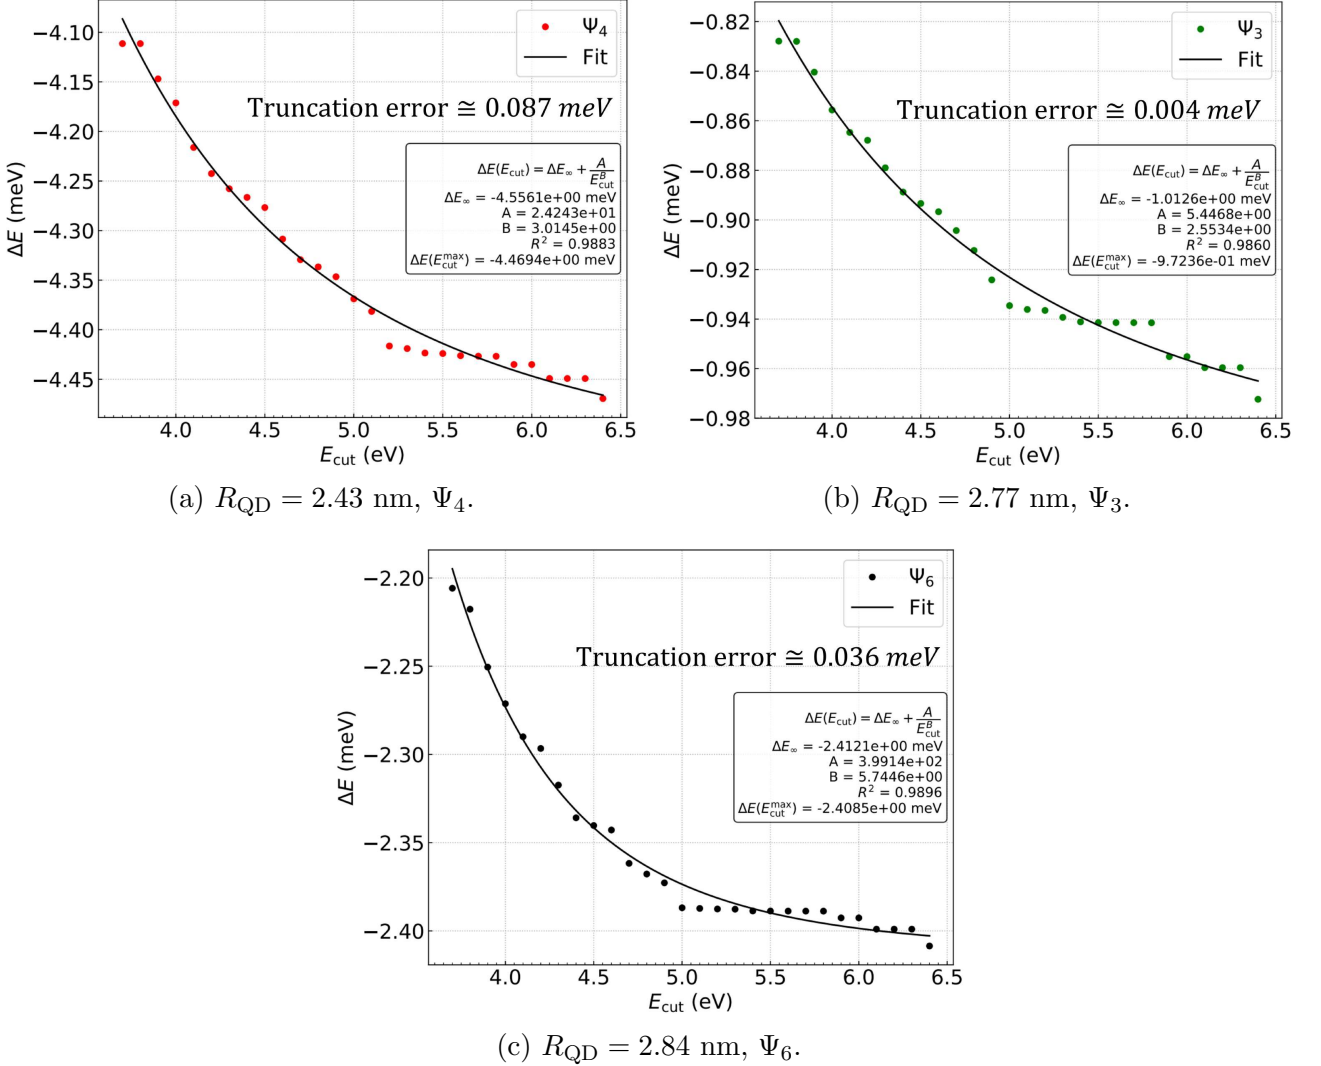 Ψ4
Fit
Truncation error ≅ 0.087 meV
ΔE(Ecut) = ΔE∞ + A/E^B_cut
ΔE∞ = -4.5561e+00 meV
A = 2.4243e+01
B = 3.0145e+00
R² = 0.9883
ΔE(E^max_cut) = -4.4694e+00 meV
ΔE (meV)
−4.10
−4.15
−4.20
−4.25
−4.30
−4.35
−4.40
−4.45
4.0 4.5 5.0 5.5 6.0 6.5
Ecut (eV)
(a) RQD = 2.43 nm, Ψ4.
Ψ3
Fit
Truncation error ≅ 0.004 meV
ΔE(Ecut) = ΔE∞ + A/E^B_cut
ΔE∞ = -1.0126e+00 meV
A = 5.4468e+00
B = 2.5534e+00
R² = 0.9860
ΔE(E^max_cut) = -9.7236e-01 meV
ΔE (meV)
−0.82
−0.84
−0.86
−0.88
−0.90
−0.92
−0.94
−0.96
−0.98
4.0 4.5 5.0 5.5 6.0 6.5
Ecut (eV)
(b) RQD = 2.77 nm, Ψ3.
Ψ6
Fit
Truncation error ≅ 0.036 meV
ΔE(Ecut) = ΔE∞ + A/E^B_cut
ΔE∞ = -2.4121e+00 meV
A = 3.9914e+02
B = 5.7446e+00
R² = 0.9896
ΔE(E^max_cut) = -2.4085e+00 meV
ΔE (meV)
−2.20
−2.25
−2.30
−2.35
−2.40
4.0 4.5 5.0 5.5 6.0 6.5
Ecut (eV)
(c) RQD = 2.84 nm, Ψ6.